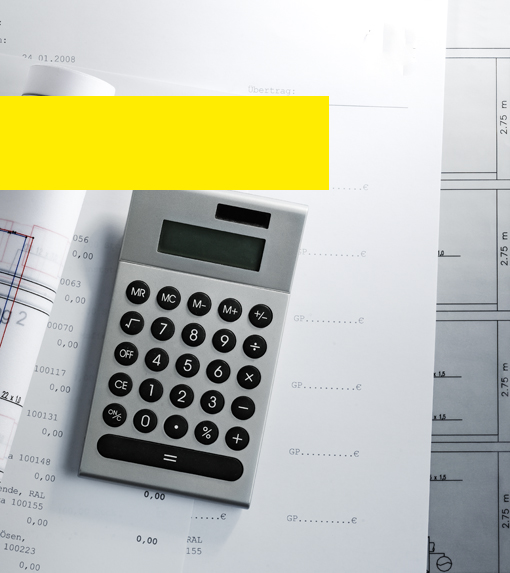 :
:
24.01.2008
Übertrag:
2.75 m
.....€
056
0,00
P..........€
2.75 m
MR MC M- M+ +/-
0063
0,00
GP..........€
√ 7 8 9 ÷
00070
0,00
2.75 m
OFF 4 5 6 ×
100117
0,00
GP..........€
CE 1 2 3 −
22 x
100131
0,00
ON/C 0 · % +
a 100148
0,00
GP..........€
=
ende, RAL
a 100155
0,00
0,00
2.75 m
.....€
GP..........€
Ösen,
100223
0,00
0,00
RAL
155